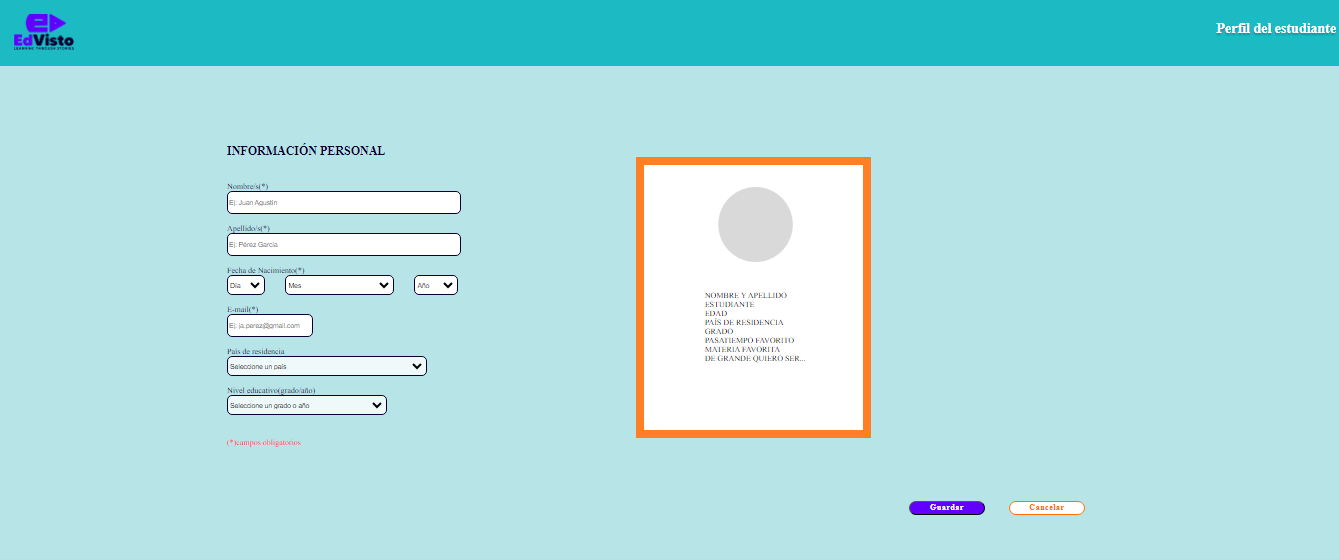 EdVisto
LEARNING THROUGH STORIES
Perfil del estudiante
INFORMACIÓN PERSONAL
Nombre/s(*)
Ej: Juan Agustín
Apellido/s(*)
Ej: Pérez García
Fecha de Nacimiento(*)
Día Mes Año
E-mail(*)
Ej: ja.perez@gmail.com
País de residencia
Seleccione un país
Nivel educativo(grado/año)
Seleccione un grado o año
(*)campos obligatorios
NOMBRE Y APELLIDO
ESTUDIANTE
EDAD
PAÍS DE RESIDENCIA
GRADO
PASATIEMPO FAVORITO
MATERIA FAVORITA
DE GRANDE QUIERO SER...
Guardar Cancelar